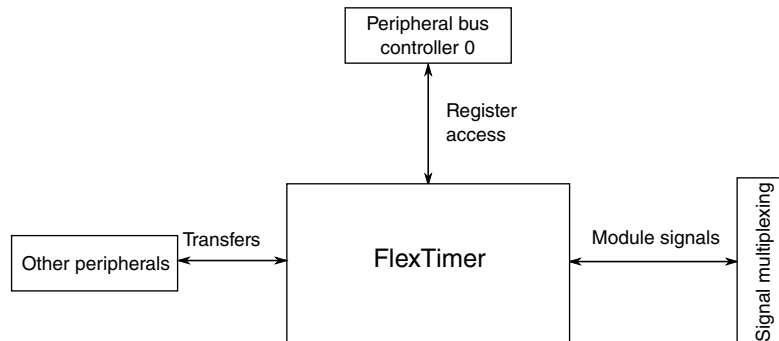 Peripheral bus
controller 0
Register
access
Transfers
Other peripherals
FlexTimer
Module signals
Signal multiplexing